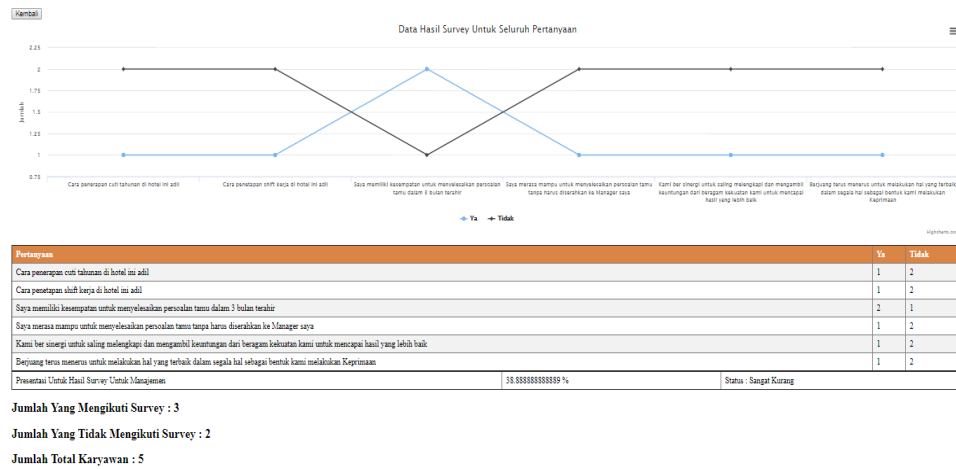 Kembali
Data Hasil Survey Untuk Seluruh Pertanyaan
Jumlah
2.25
2
1.75
1.5
1.25
1
0.75
Cara penerapan cuti tahunan di hotel ini adil
Cara penetapan shift kerja di hotel ini adil
Saya memiliki kesempatan untuk menyelesaikan persoalan
tamu dalam 3 bulan terahir
Saya merasa mampu untuk menyelesaikan persoalan tamu
tanpa harus diserahkan ke Manager saya
Kami ber sinergi untuk saling melengkapi dan mengambil
keuntungan dari beragam kekuatan kami untuk mencapai
hasil yang lebih baik
Berjuang terus menerus untuk melakukan hal yang terbaik
dalam segala hal sebagai bentuk kami melakukan
Keprimaan
Ya Tidak
Highcharts.com
Pertanyaan Ya Tidak
Cara penerapan cuti tahunan di hotel ini adil 1 2
Cara penetapan shift kerja di hotel ini adil 1 2
Saya memiliki kesempatan untuk menyelesaikan persoalan tamu dalam 3 bulan terahir 2 1
Saya merasa mampu untuk menyelesaikan persoalan tamu tanpa harus diserahkan ke Manager saya 1 2
Kami ber sinergi untuk saling melengkapi dan mengambil keuntungan dari beragam kekuatan kami untuk mencapai hasil yang lebih baik 1 2
Berjuang terus menerus untuk melakukan hal yang terbaik dalam segala hal sebagai bentuk kami melakukan Keprimaan 1 2
Presentasi Untuk Hasil Survey Untuk Manajemen 38.888888888889 % Status : Sangat Kurang
Jumlah Yang Mengikuti Survey : 3
Jumlah Yang Tidak Mengikuti Survey : 2
Jumlah Total Karyawan : 5